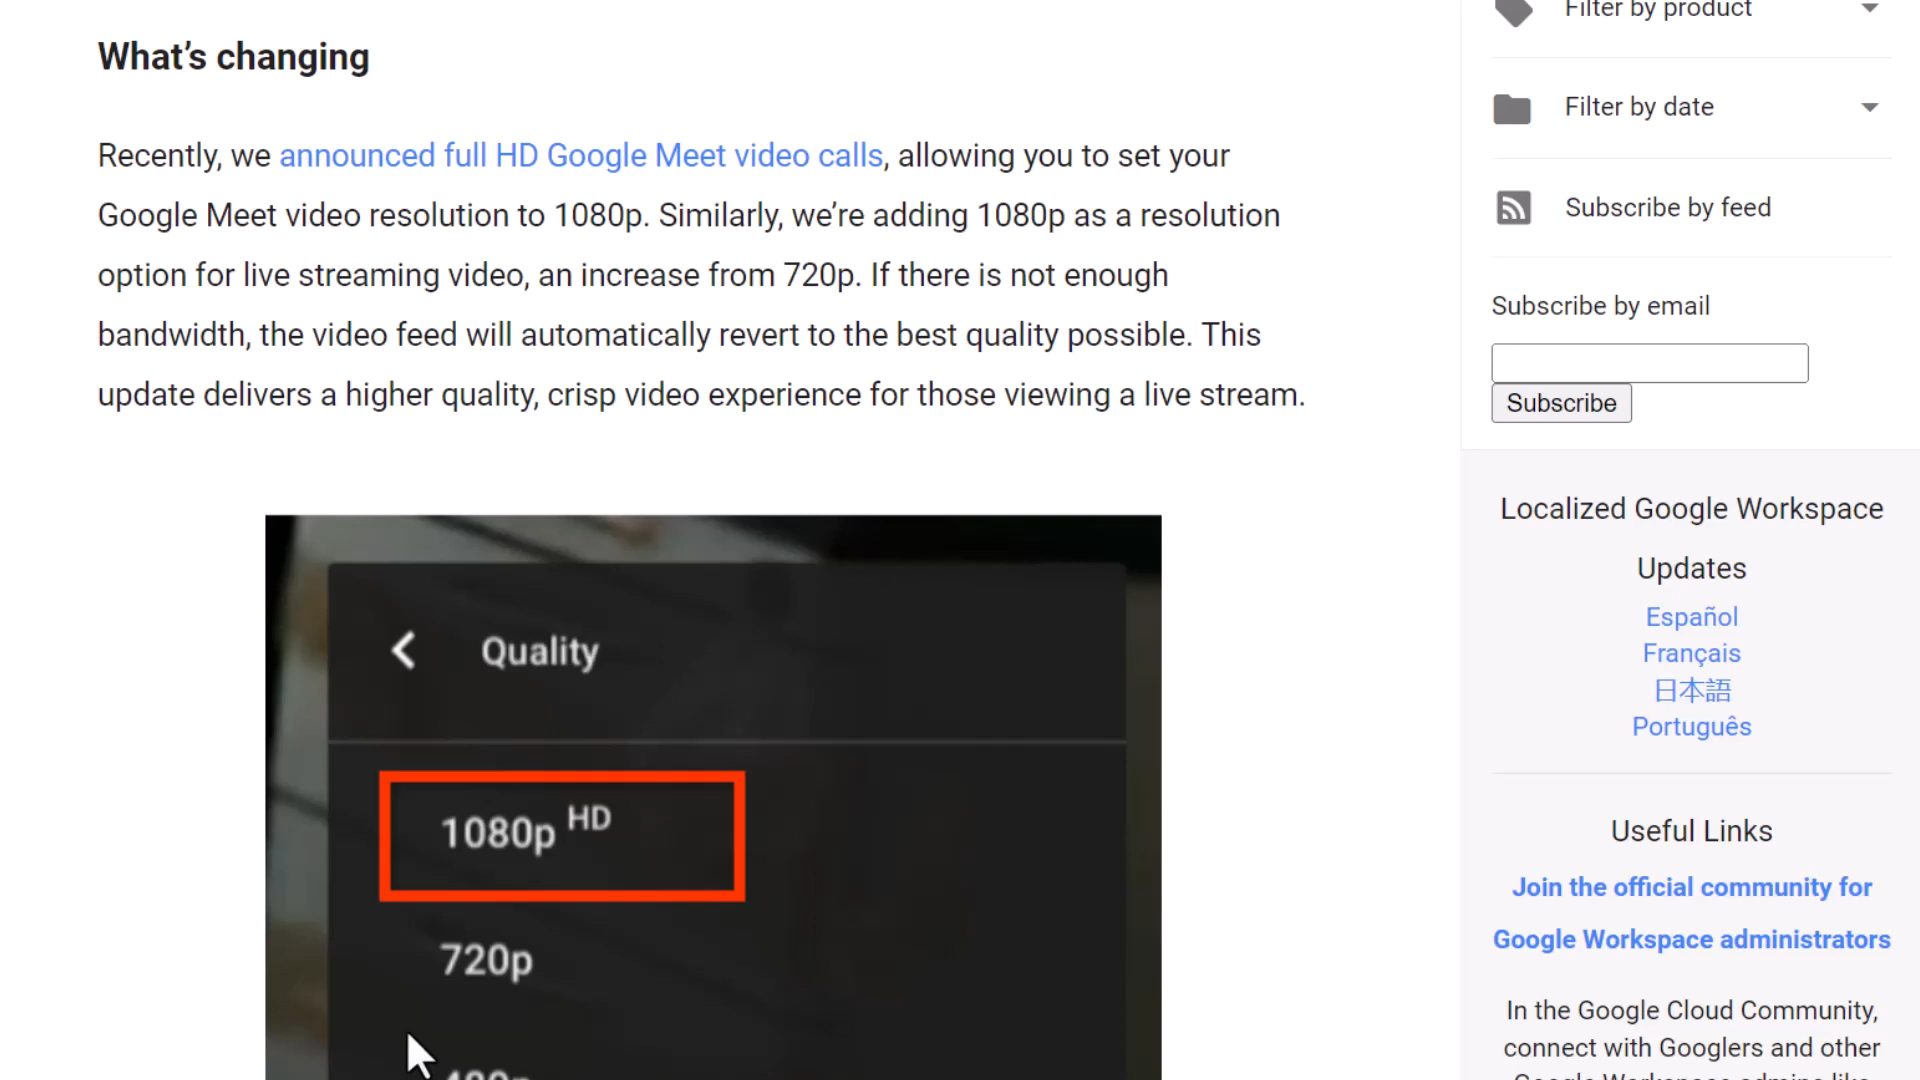 What’s changing
Recently, we announced full HD Google Meet video calls, allowing you to set your
Google Meet video resolution to 1080p. Similarly, we’re adding 1080p as a resolution
option for live streaming video, an increase from 720p. If there is not enough
bandwidth, the video feed will automatically revert to the best quality possible. This
update delivers a higher quality, crisp video experience for those viewing a live stream.
Quality
1080p HD
720p
480p
Filter by product
Filter by date
Subscribe by feed
Subscribe by email
Subscribe
Localized Google Workspace
Updates
Español
Français
日本語
Português
Useful Links
Join the official community for
Google Workspace administrators
In the Google Cloud Community,
connect with Googlers and other
Google Workspace admins like